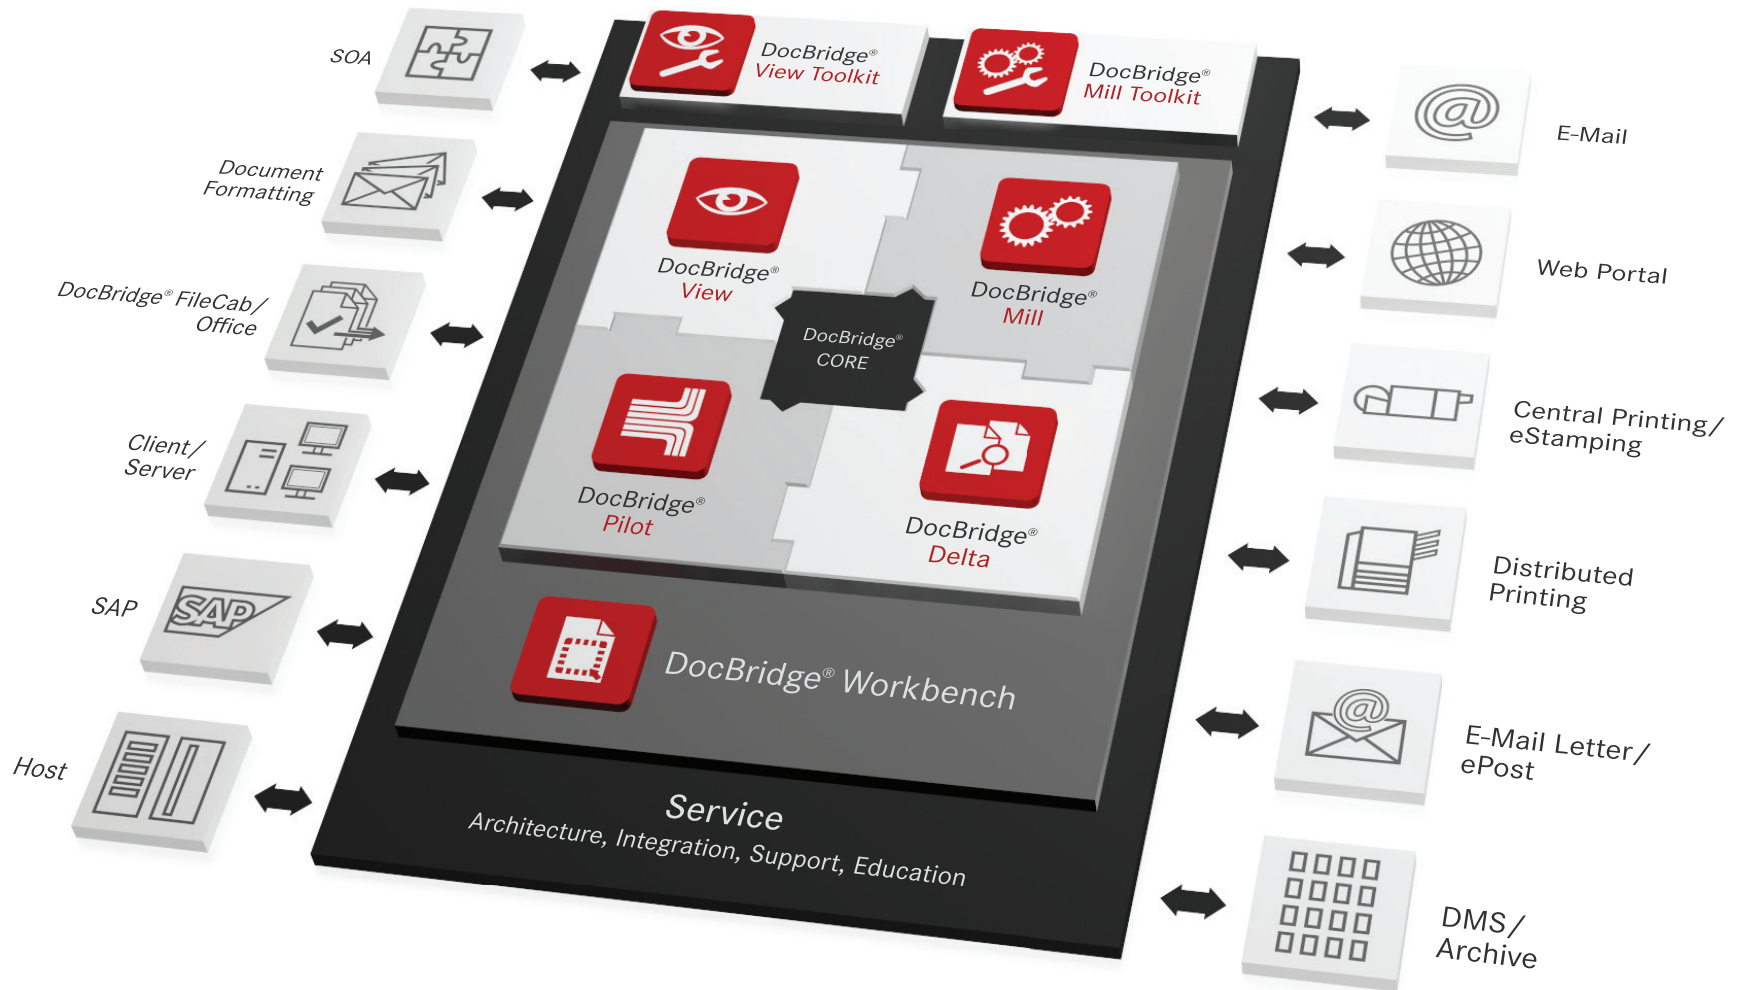 SOA
Document
Formatting
DocBridge® FileCab/
Office
Client/
Server
SAP
SAP
Host
DocBridge®
View Toolkit
DocBridge®
Mill Toolkit
DocBridge®
View
DocBridge®
Mill
DocBridge®
CORE
DocBridge®
Pilot
DocBridge®
Delta
DocBridge® Workbench
Service
Architecture, Integration, Support, Education
@
E-Mail
Web Portal
Central Printing/
eStamping
Distributed
Printing
@
E-Mail Letter/
ePost
DMS/
Archive